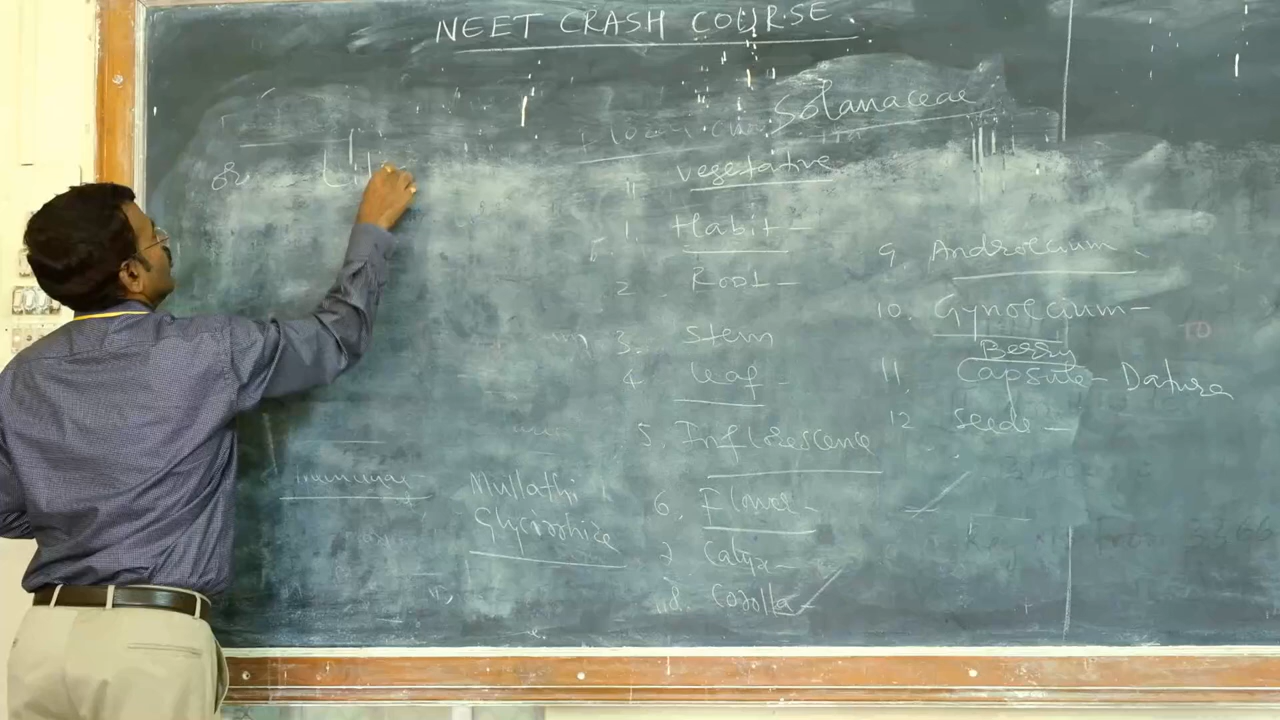 NEET CRASH COURSE
Solanaceae
vegetative
1. Habit -
2. Root -
3. Stem
4 leaf -
5. Inflorescence
6. Flower -
7 Calyx -
8. Corolla -
9. Androecium -
10. Gynoecium -
Berry
11. Capsule - Datura
12 seeds -
or
Mullathi